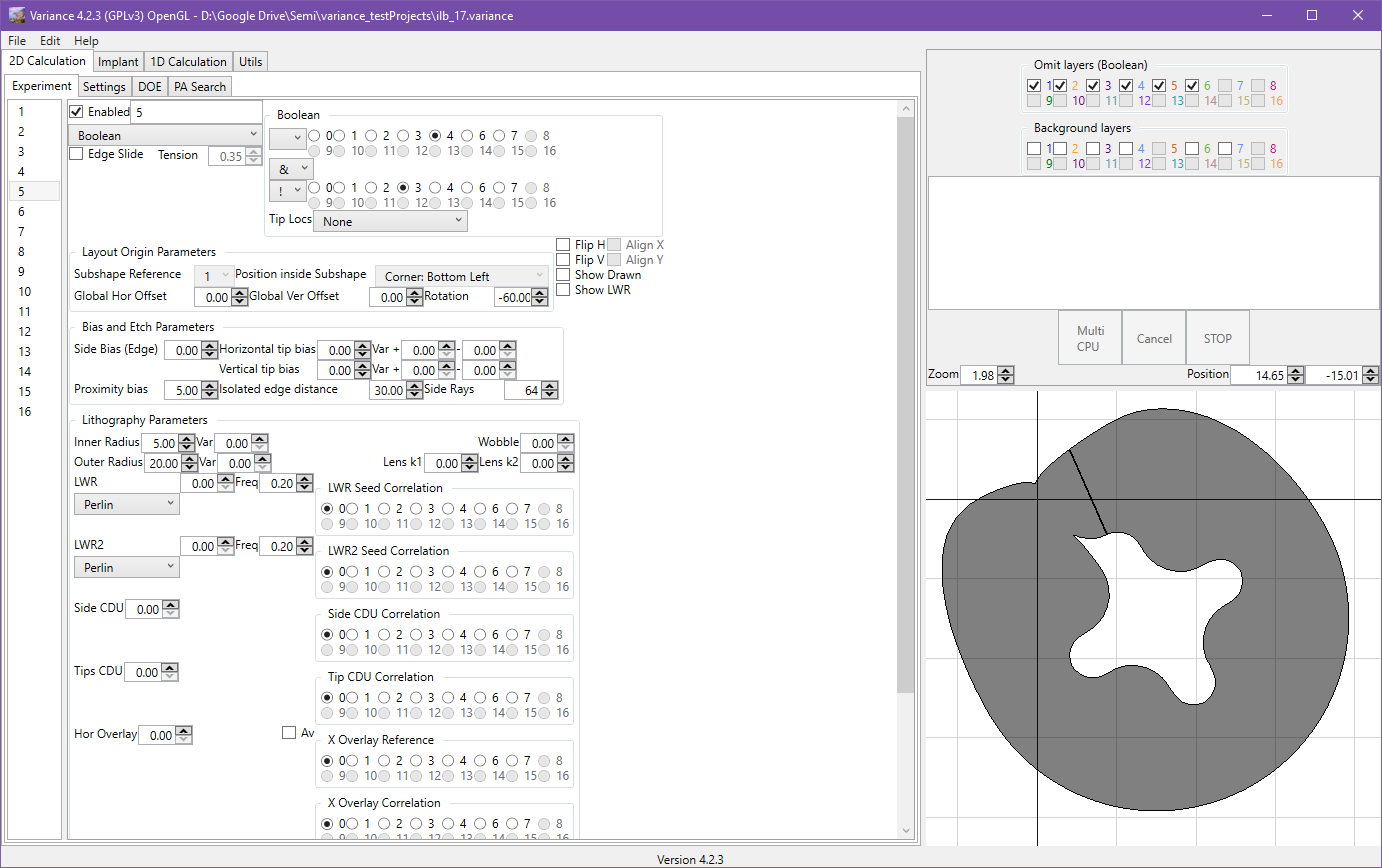 Variance 4.2.3 (GPLv3) OpenGL - D:\Google Drive\Semi\variance_testProjects\ilb_17.variance
File Edit Help
2D Calculation Implant 1D Calculation Utils
Experiment Settings DOE PA Search
1
2
3
4
5
6
7
8
9
10
11
12
13
14
15
16
Enabled 5
Boolean
Edge Slide Tension 0.35
Boolean
0 1 2 3 4 6 7 8
9 10 11 12 13 14 15 16
&
! 0 1 2 3 4 6 7 8
9 10 11 12 13 14 15 16
Tip Locs None
Layout Origin Parameters
Subshape Reference 1 Position inside Subshape Corner: Bottom Left
Global Hor Offset 0.00 Global Ver Offset 0.00 Rotation -60.00
Flip H Align X
Flip V Align Y
Show Drawn
Show LWR
Bias and Etch Parameters
Side Bias (Edge) 0.00 Horizontal tip bias 0.00 Var + 0.00 - 0.00
Vertical tip bias 0.00 Var + 0.00 - 0.00
Proximity bias 5.00 Isolated edge distance 30.00 Side Rays 64
Lithography Parameters
Inner Radius 5.00 Var 0.00 Wobble 0.00
Outer Radius 20.00 Var 0.00 Lens k1 0.00 Lens k2 0.00
LWR 0.00 Freq 0.20
Perlin
LWR Seed Correlation
0 1 2 3 4 6 7 8
9 10 11 12 13 14 15 16
LWR2 0.00 Freq 0.20
Perlin
LWR2 Seed Correlation
0 1 2 3 4 6 7 8
9 10 11 12 13 14 15 16
Side CDU 0.00
Side CDU Correlation
0 1 2 3 4 6 7 8
9 10 11 12 13 14 15 16
Tips CDU 0.00
Tip CDU Correlation
0 1 2 3 4 6 7 8
9 10 11 12 13 14 15 16
Hor Overlay 0.00 Av
X Overlay Reference
0 1 2 3 4 6 7 8
9 10 11 12 13 14 15 16
X Overlay Correlation
0 1 2 3 4 6 7 8
9 10 11 12 13 14 15 16
Omit layers (Boolean)
1 2 3 4 5 6 7 8
9 10 11 12 13 14 15 16
Background layers
1 2 3 4 5 6 7 8
9 10 11 12 13 14 15 16
Multi
CPU
Cancel
STOP
Zoom 1.98 Position 14.65 -15.01
Version 4.2.3